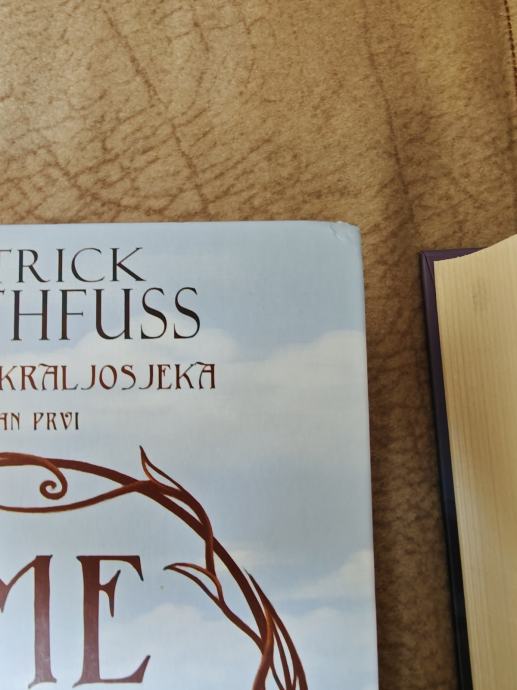 TRICK
THFUSS
KRALJOSJEKA
AN PRVI
ME